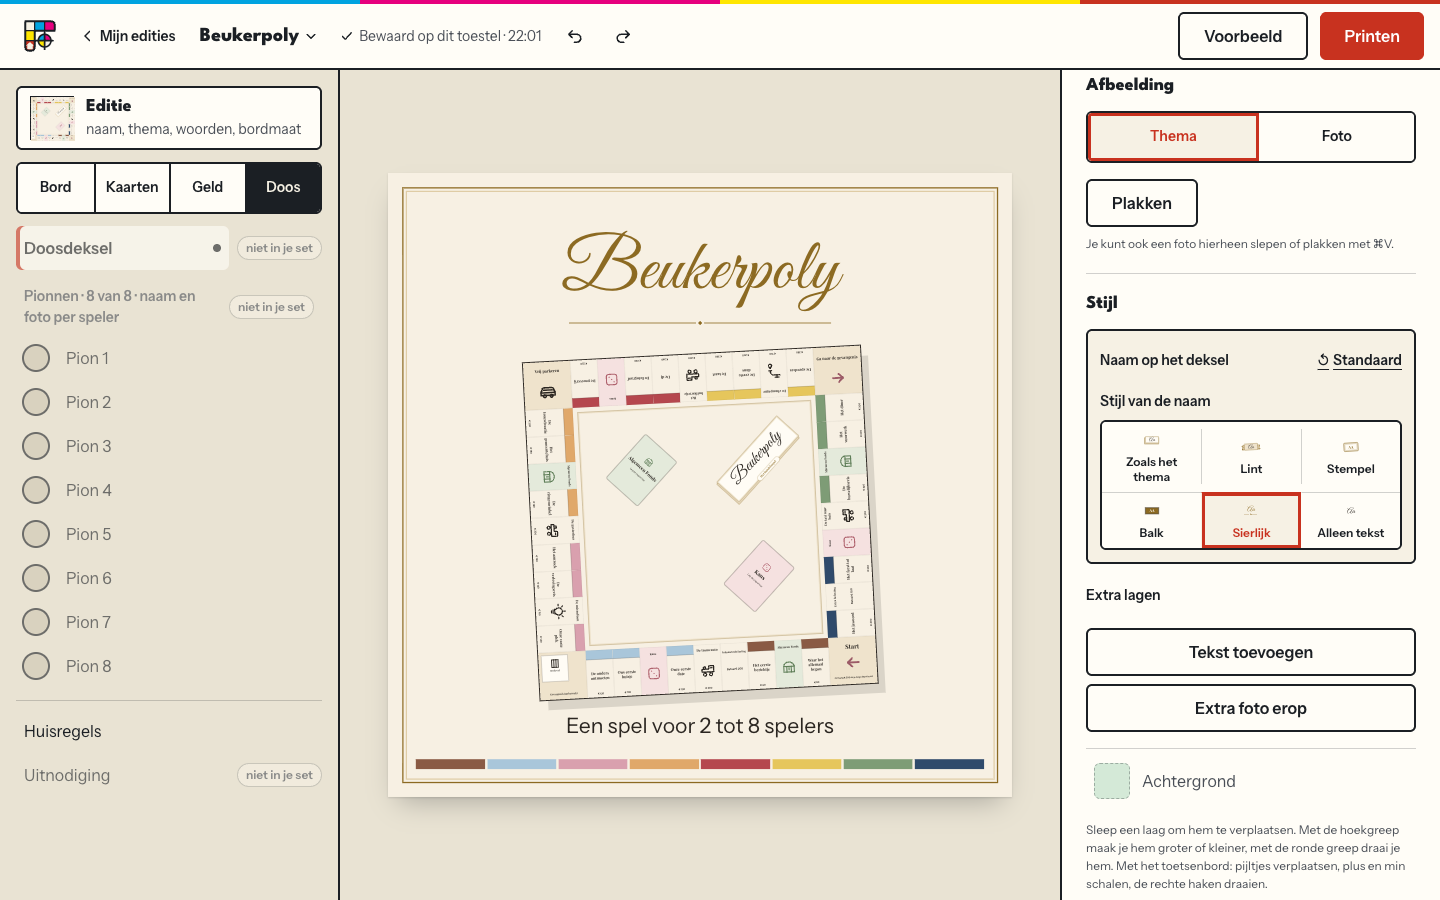 Mijn edities
Beukerpoly
Bewaard op dit toestel · 22:01
Voorbeeld
Printen
Editie
naam, thema, woorden, bordmaat
Bord
Kaarten
Geld
Doos
Doosdeksel
niet in je set
Pionnen · 8 van 8 · naam en
foto per speler
niet in je set
Pion 1
Pion 2
Pion 3
Pion 4
Pion 5
Pion 6
Pion 7
Pion 8
Huisregels
Uitnodiging
niet in je set
Beukerpoly
Vrij parkeren
Algemeen Fonds
Beukerpoly
Kans
Start
Een spel voor 2 tot 8 spelers
Afbeelding
Thema
Foto
Plakken
Je kunt ook een foto hierheen slepen of plakken met ⌘V.
Stijl
Naam op het deksel
Standaard
Stijl van de naam
Zoals het
thema
Lint
Stempel
Balk
Sierlijk
Alleen tekst
Extra lagen
Tekst toevoegen
Extra foto erop
Achtergrond
Sleep een laag om hem te verplaatsen. Met de hoekgreep
maak je hem groter of kleiner, met de ronde greep draai je
hem. Met het toetsenbord: pijltjes verplaatsen, plus en min
schalen, de rechte haken draaien.